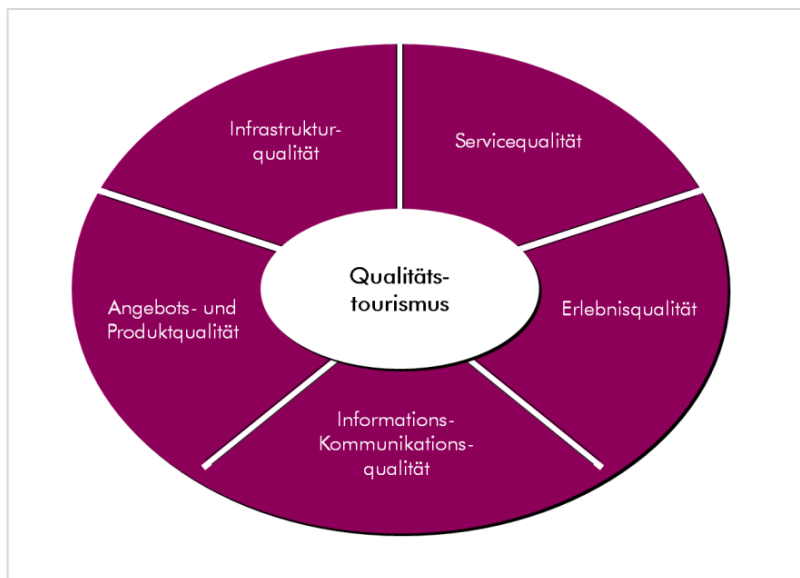 Infrastruktur-
qualität
Servicequalität
Qualitäts-
tourismus
Angebots- und
Produktqualität
Erlebnisqualität
Informations-
Kommunikations-
qualität